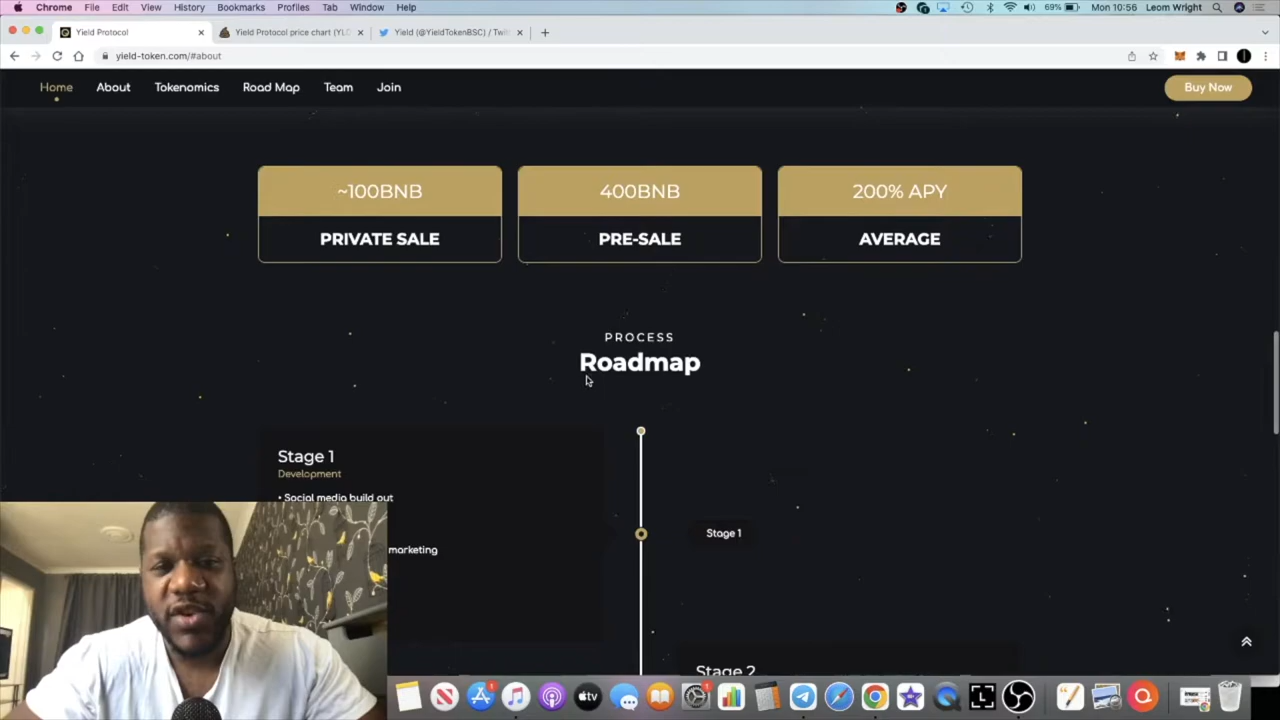 Chrome File Edit View History Bookmarks Profiles Tab Window Help 69% Mon 10:56 Leom Wright
Yield Protocol
Yield Protocol price chart (YLD
Yield (@YieldTokenBSC) / Twit
yield-token.com/#about
Home About Tokenomics Road Map Team Join Buy Now
~100BNB
PRIVATE SALE
400BNB
PRE-SALE
200% APY
AVERAGE
PROCESS
Roadmap
Stage 1
Development
• Social media build out
marketing
Stage 1
Stage 2
tv